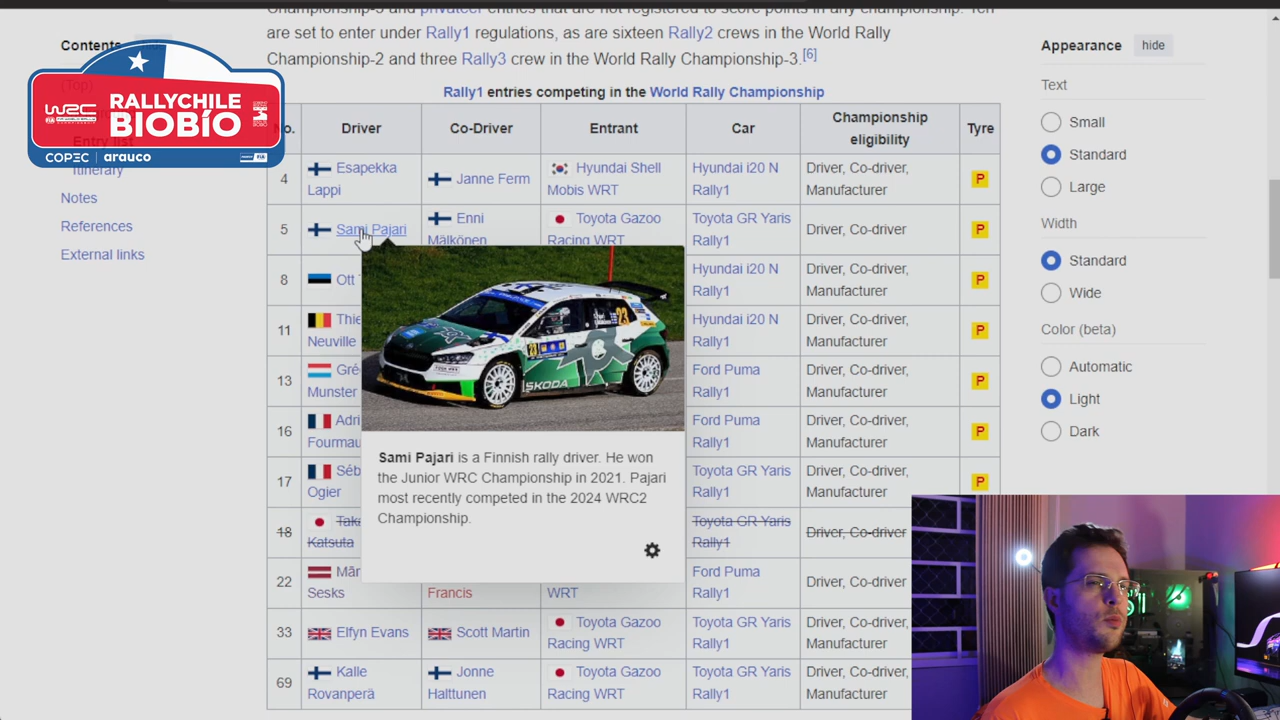 Championship-3 and privateer entries that are not registered to score points in any championship. Ten
are set to enter under Rally1 regulations, as are sixteen Rally2 crews in the World Rally
Championship-2 and three Rally3 crew in the World Rally Championship-3.[6]
Contents
WRC
RALLYCHILE
BIOBÍO
COPEC | arauco
Itinerary
Notes
References
External links
Rally1 entries competing in the World Rally Championship
No. Driver Co-Driver Entrant Car Championship eligibility Tyre
4 Esapekka Lappi Janne Ferm Hyundai Shell Mobis WRT Hyundai i20 N Rally1 Driver, Co-driver, Manufacturer P
5 Sami Pajari Enni Mälkönen Toyota Gazoo Racing WRT Toyota GR Yaris Rally1 Driver, Co-driver P
8 Ott Hyundai i20 N Rally1 Driver, Co-driver, Manufacturer P
11 Thie Neuville Hyundai i20 N Rally1 Driver, Co-driver, Manufacturer P
13 Gré Munster Ford Puma Rally1 Driver, Co-driver, Manufacturer P
16 Adri Fourmau Ford Puma Rally1 Driver, Co-driver, Manufacturer P
17 Séb Ogier Toyota GR Yaris Rally1 Driver, Co-driver, Manufacturer P
18 Taka Katsuta Toyota GR Yaris Rally1 Driver, Co-driver
22 Mār Sesks Francis WRT Ford Puma Rally1 Driver, Co-driver
33 Elfyn Evans Scott Martin Toyota Gazoo Racing WRT Toyota GR Yaris Rally1 Driver, Co-driver, Manufacturer
69 Kalle Rovanperä Jonne Halttunen Toyota Gazoo Racing WRT Toyota GR Yaris Rally1 Driver, Co-driver, Manufacturer
23
ŠKODA
Sami Pajari is a Finnish rally driver. He won
the Junior WRC Championship in 2021. Pajari
most recently competed in the 2024 WRC2
Championship.
Appearance hide
Text
Small
Standard
Large
Width
Standard
Wide
Color (beta)
Automatic
Light
Dark